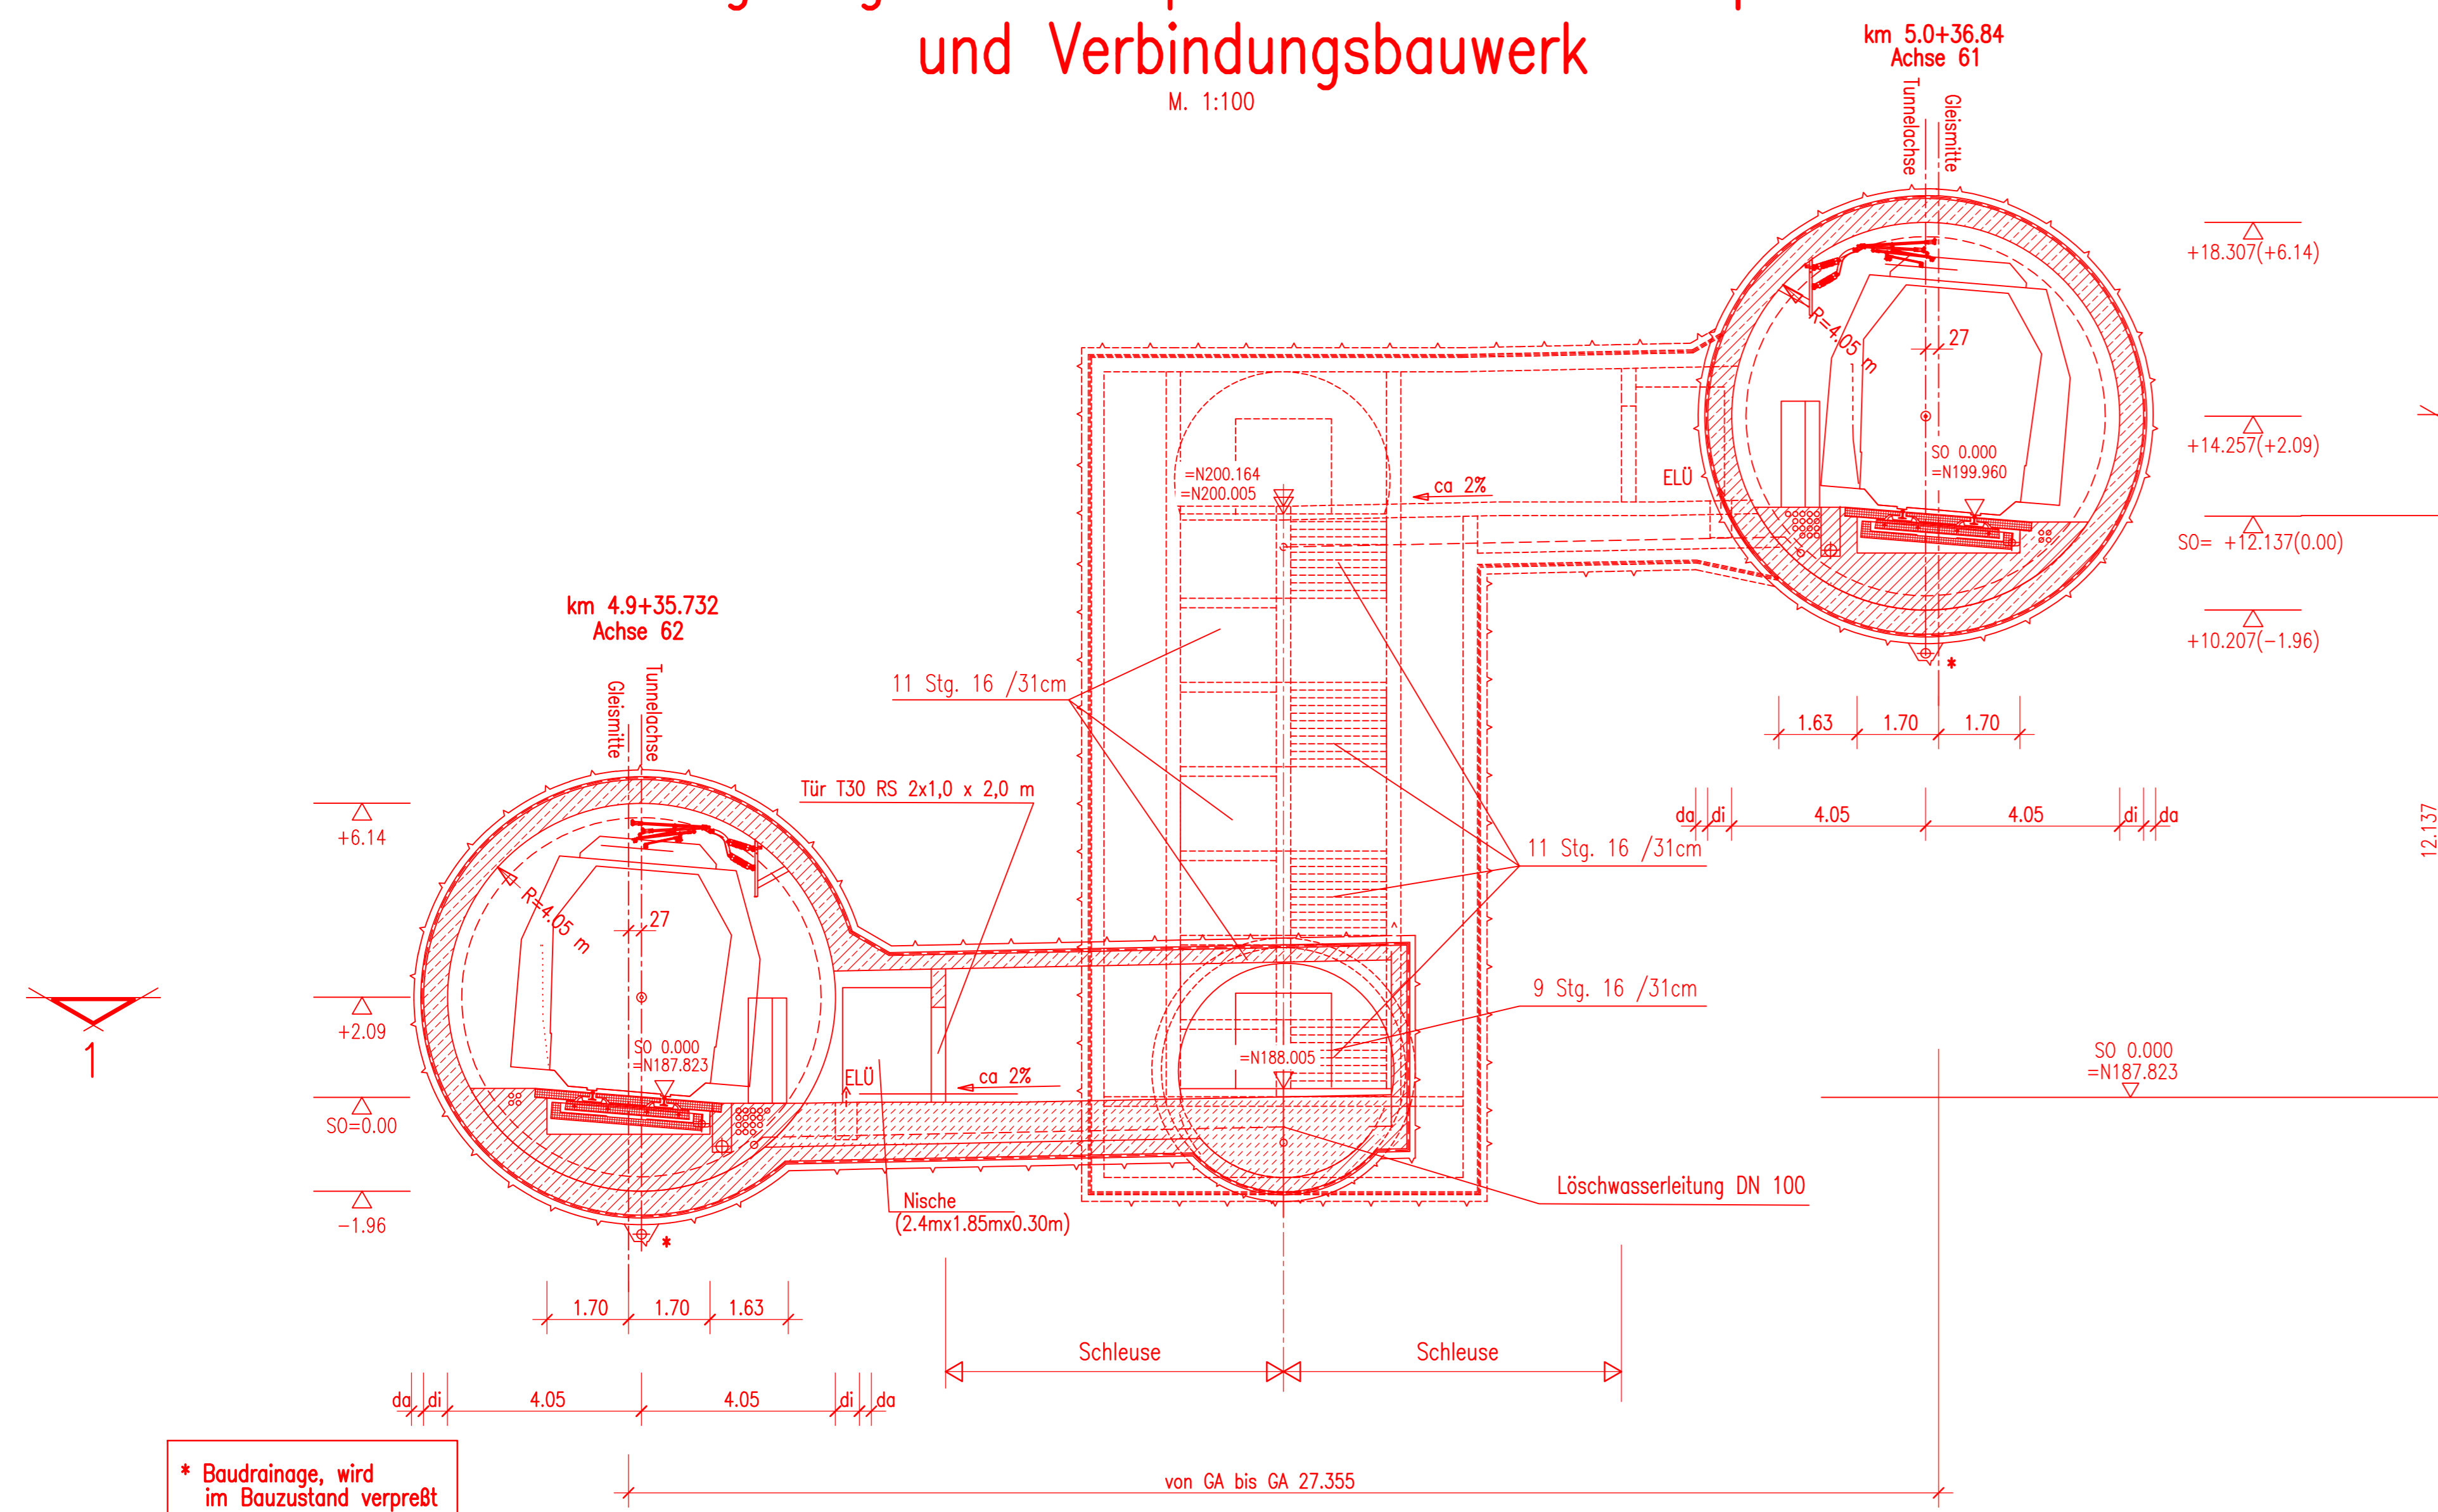 und Verbindungsbauwerk
M. 1:100
km 5.0+36.84
Achse 61
Tunnelachse
Gleismitte
+18.307(+6.14)
R=4.05 m
27
+14.257(+2.09)
SO 0.000
=N199.960
ELÜ
=N200.164
=N200.005
ca 2%
SO= +12.137(0.00)
+10.207(-1.96)
*
1.63
1.70
1.70
da
di
4.05
4.05
di
da
12.137
km 4.9+35.732
Achse 62
Gleismitte
Tunnelachse
11 Stg. 16 /31cm
Tür T30 RS 2x1,0 x 2,0 m
11 Stg. 16 /31cm
9 Stg. 16 /31cm
+6.14
R=4.05 m
27
+2.09
1
SO 0.000
=N187.823
ELÜ
ca 2%
=N188.005
SO 0.000
=N187.823
SO=0.00
-1.96
*
Nische
(2.4mx1.85mx0.30m)
Löschwasserleitung DN 100
1.70
1.70
1.63
Schleuse
Schleuse
da
di
4.05
4.05
di
da
von GA bis GA 27.355
* Baudrainage, wird
im Bauzustand verpreßt